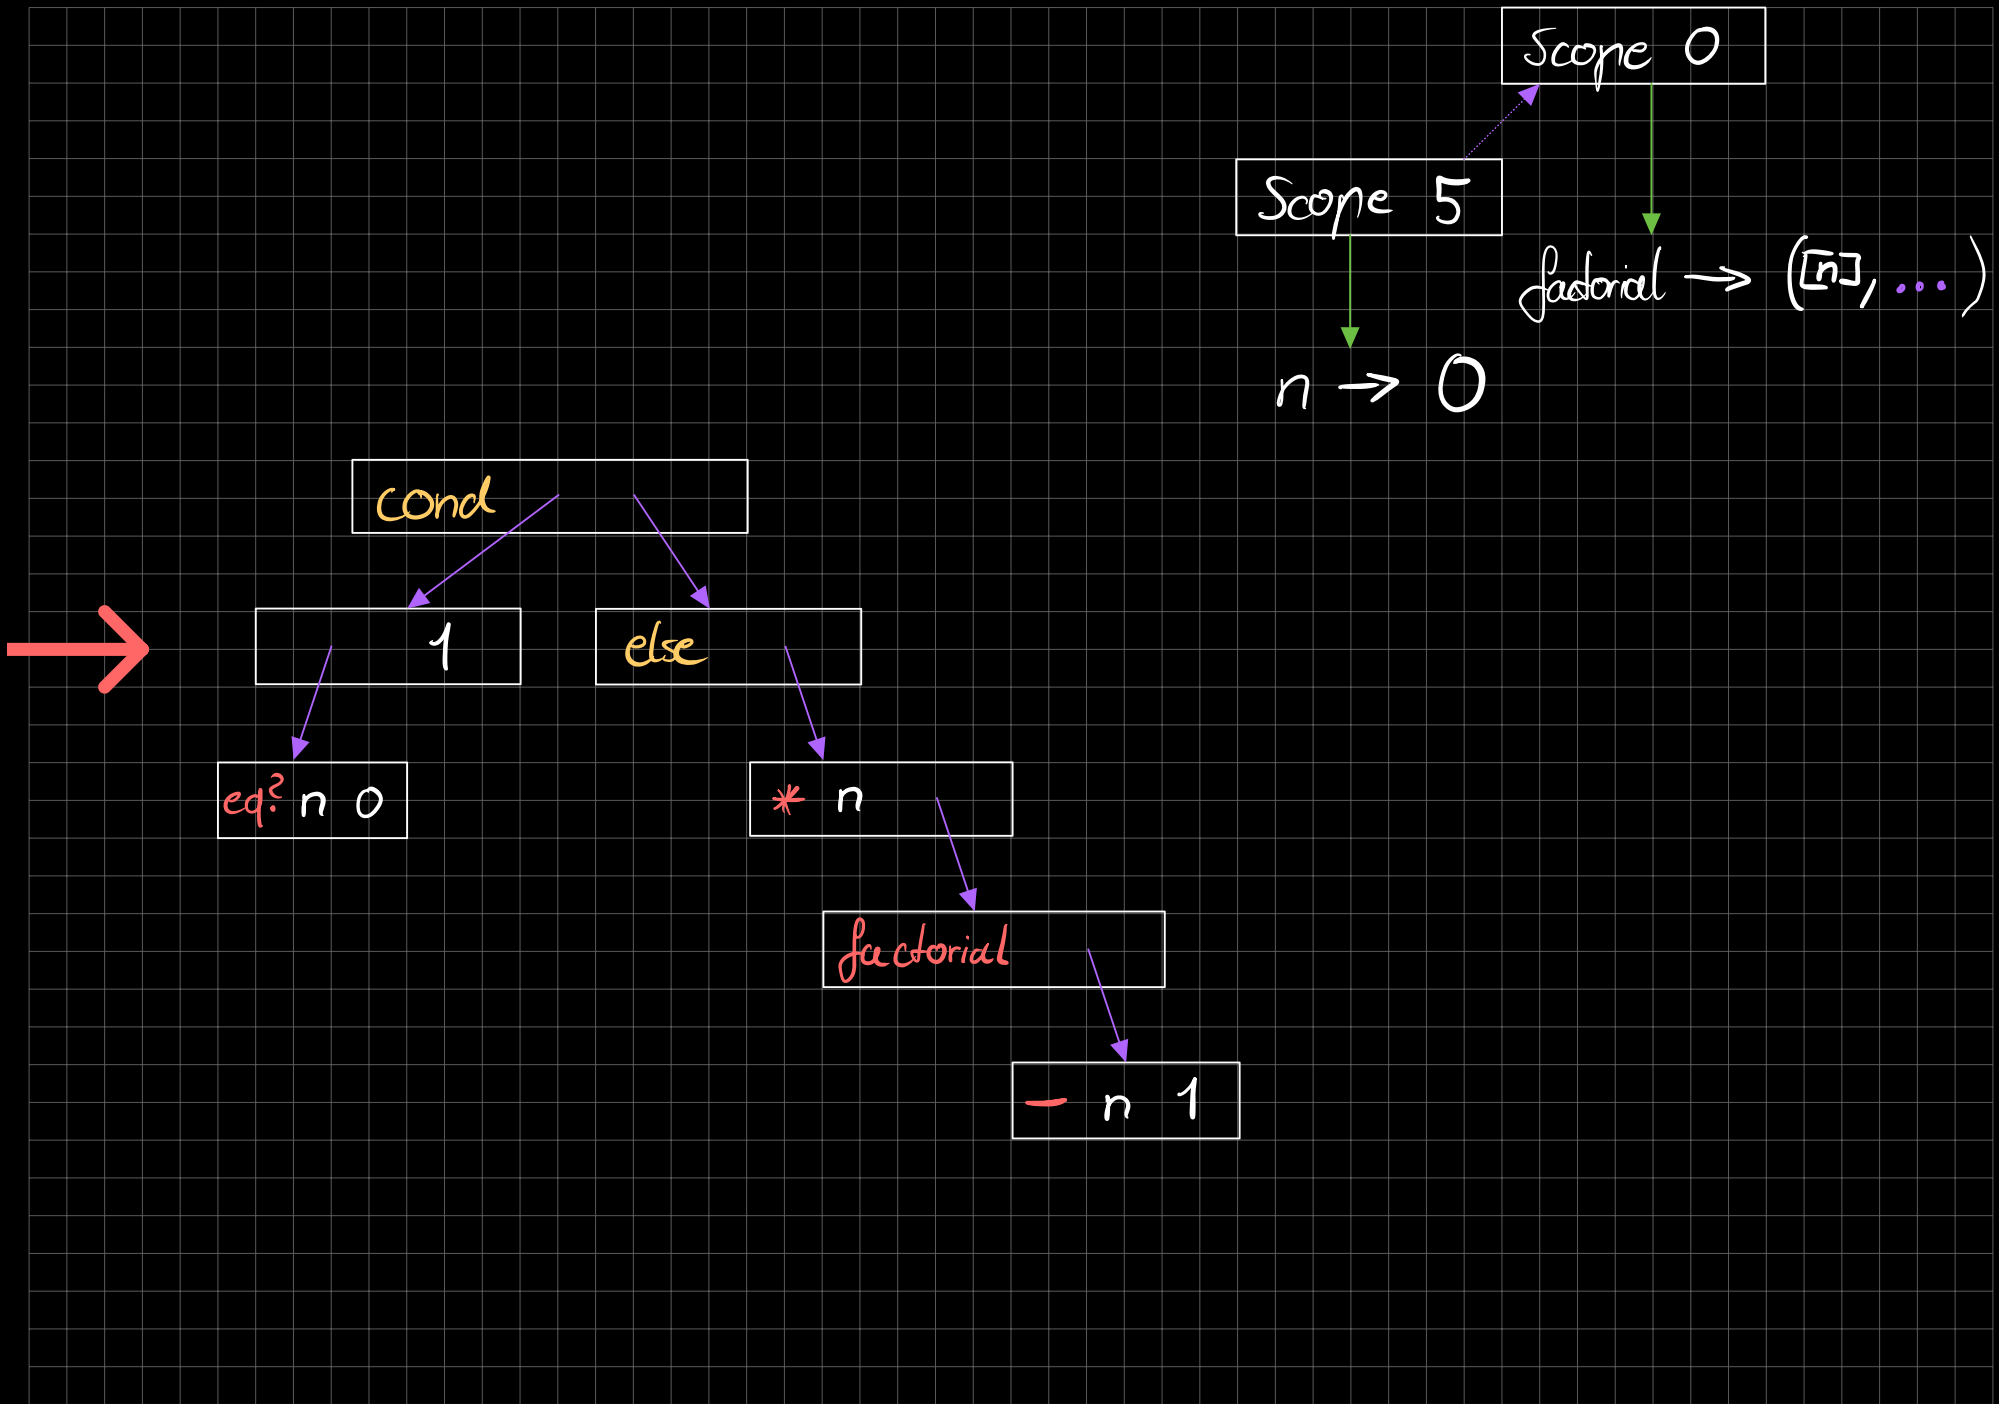 Scope 0
Scope 5
factorial → ([n], ...)
n → 0
cond
1
else
eq? n 0
* n
factorial
- n 1